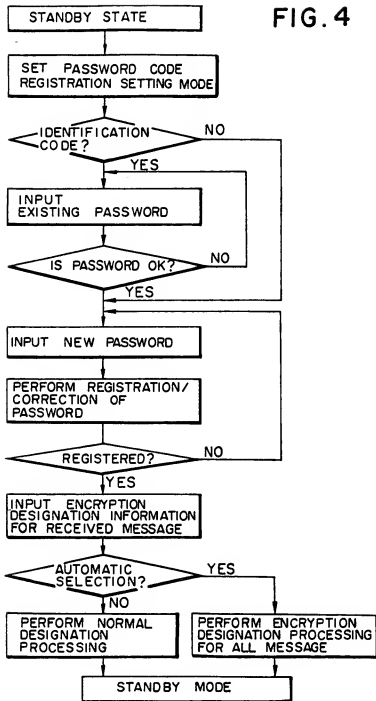 FIG. 4
STANDBY STATE
SET PASSWORD CODE
REGISTRATION SETTING MODE
IDENTIFICATION
CODE?
NO
YES
INPUT
EXISTING PASSWORD
IS PASSWORD OK?
NO
YES
INPUT NEW PASSWORD
PERFORM REGISTRATION/
CORRECTION OF
PASSWORD
REGISTERED?
NO
YES
INPUT ENCRYPTION
DESIGNATION INFORMATION
FOR RECEIVED MESSAGE
AUTOMATIC
SELECTION?
YES
NO
PERFORM NORMAL
DESIGNATION
PROCESSING
PERFORM ENCRYPTION
DESIGNATION PROCESSING
FOR ALL MESSAGE
STANDBY MODE